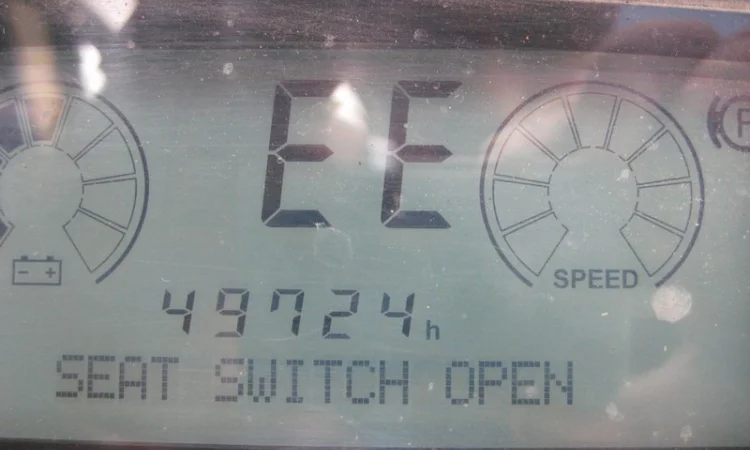 EE
P
- +
SPEED
49724h
SEAT SWITCH OPEN